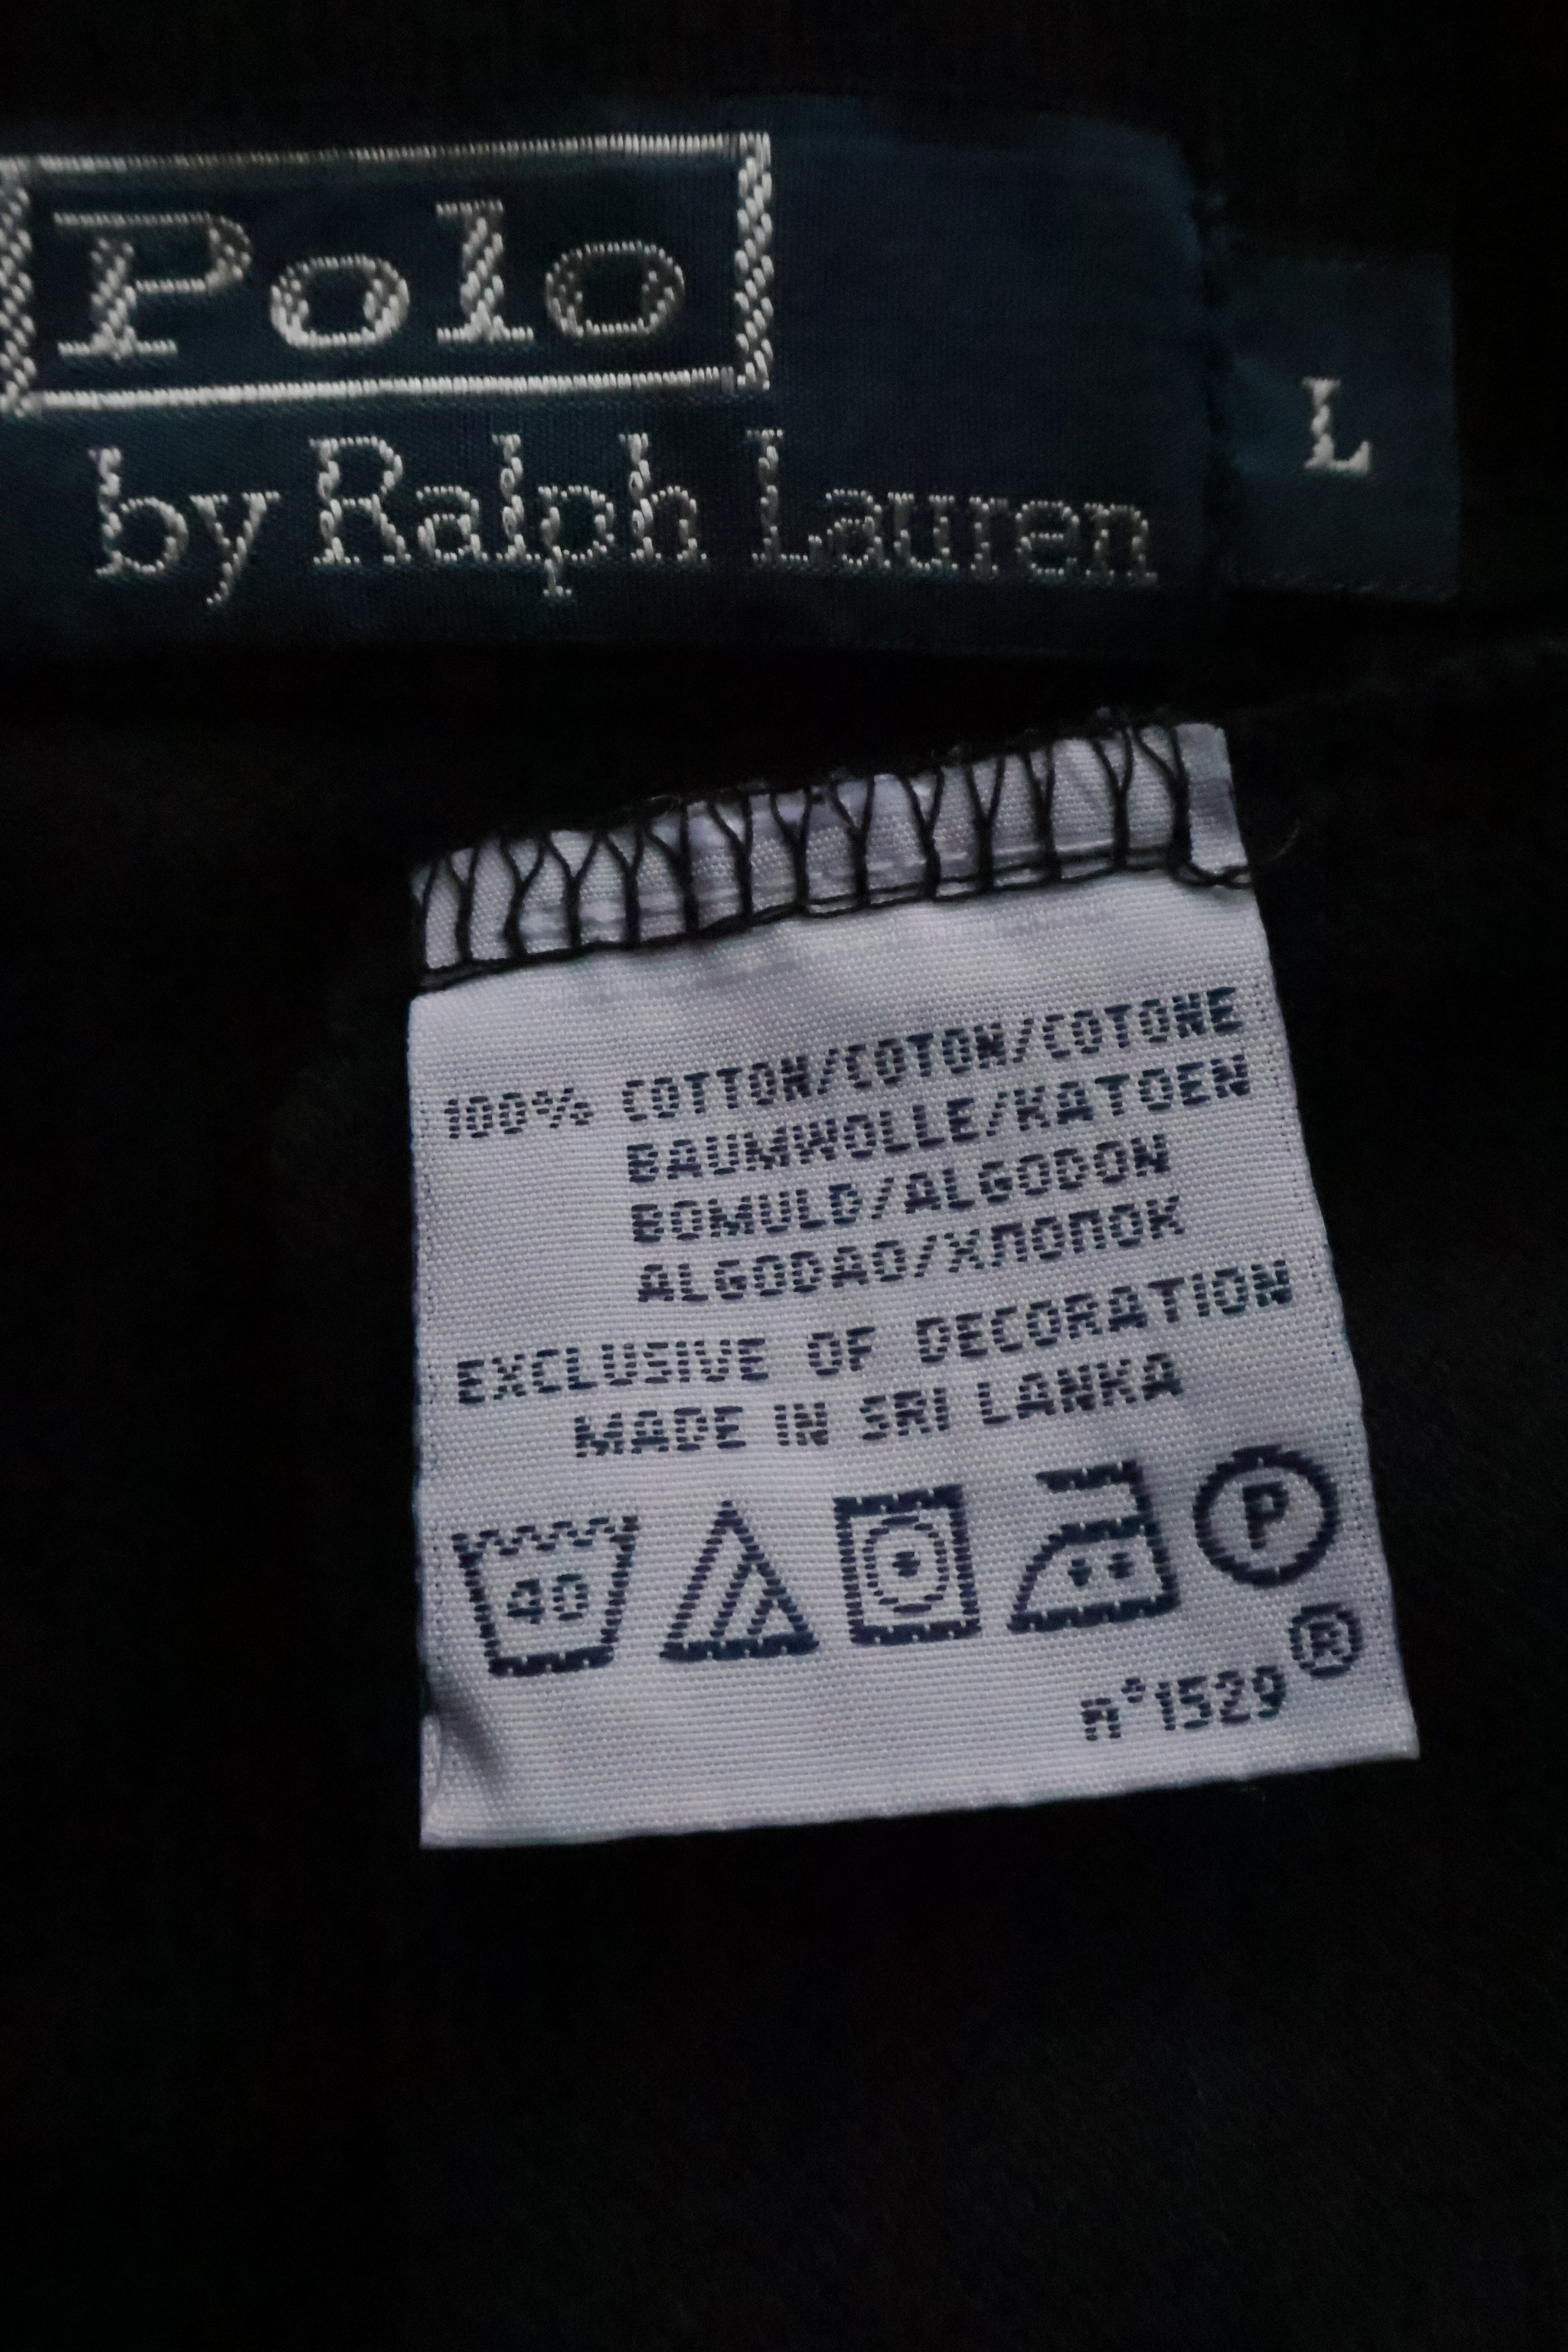 Polo
by Ralph Lauren
L
100% COTTON/COTON/COTONE
BAUMWOLLE/KATOEN
BOMULD/ALGODON
ALGODAO/ХЛОПОК
EXCLUSIVE OF DECORATION
MADE IN SRI LANKA
40
P
n°1529 ®